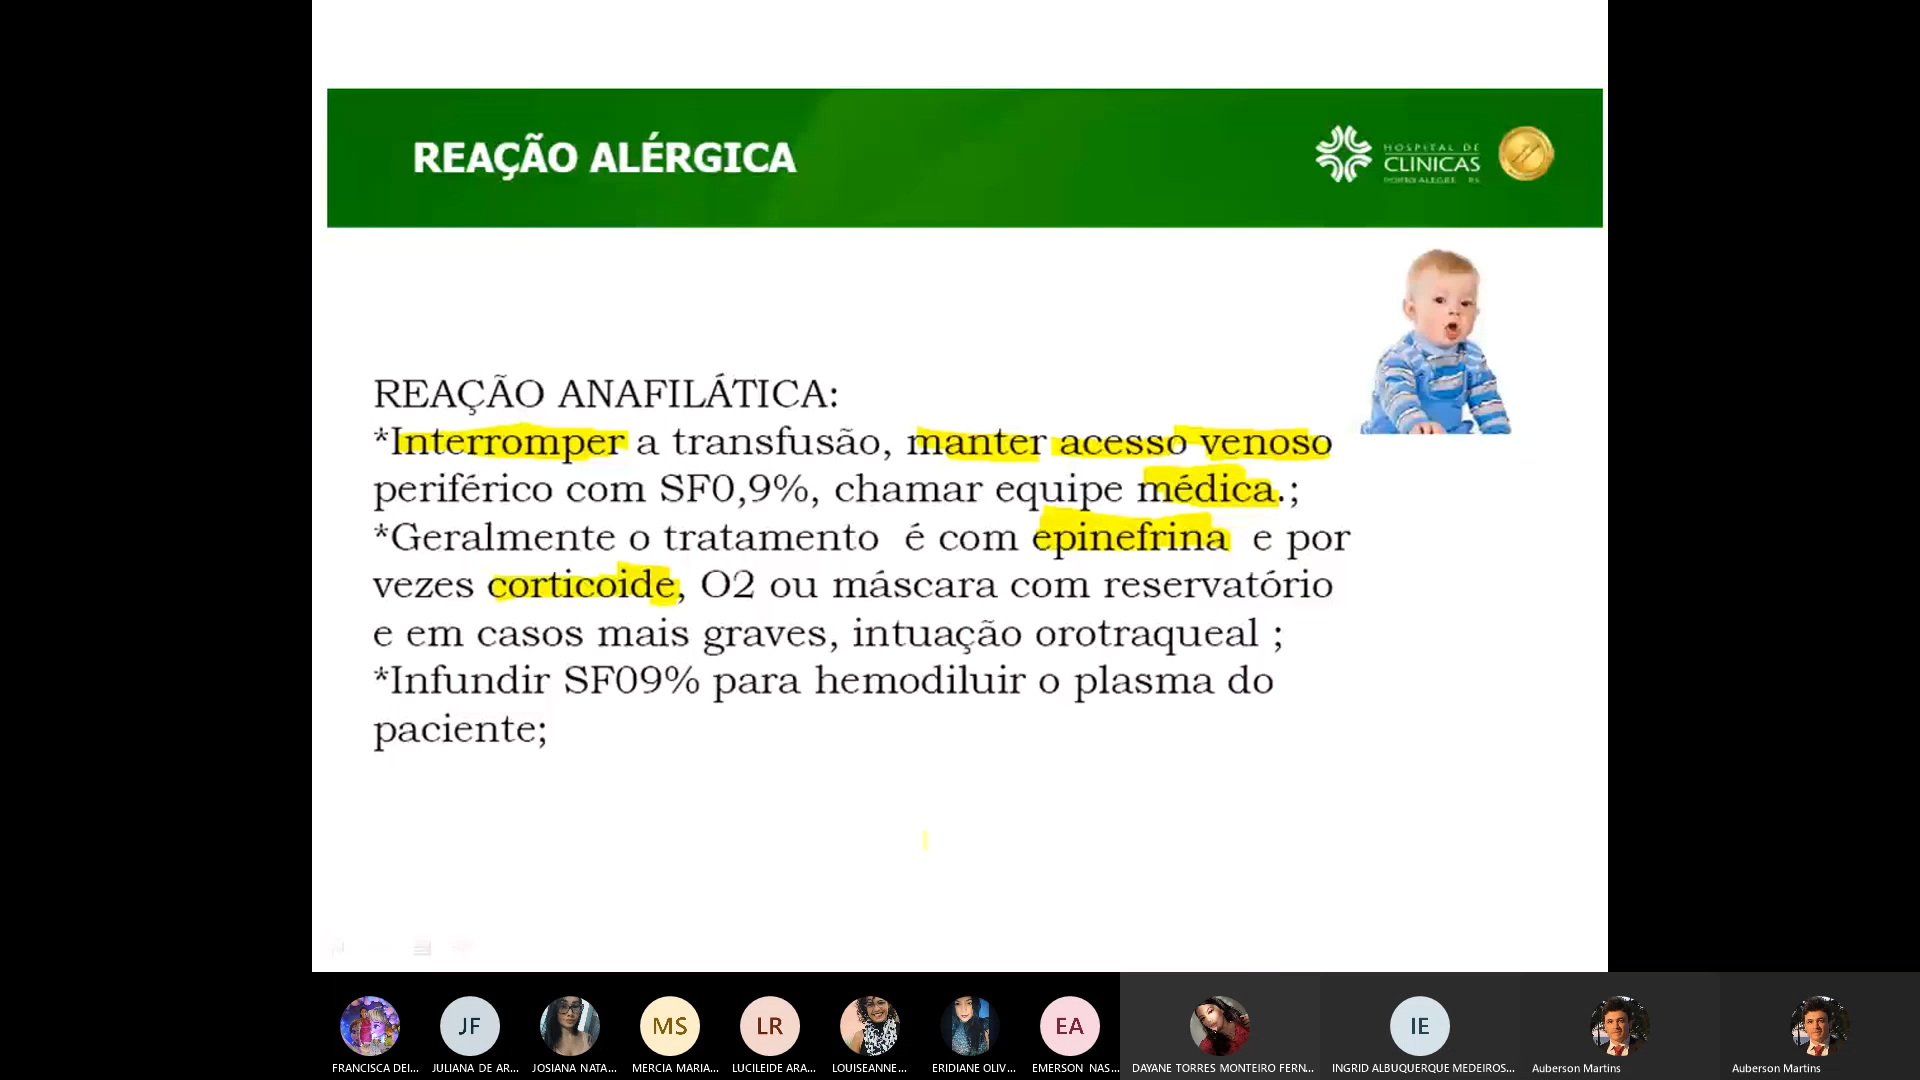 REAÇÃO ALÉRGICA
HOSPITAL DE
CLINICAS
PORTO ALEGRE RS
REAÇÃO ANAFILÁTICA:
*Interromper a transfusão, manter acesso venoso
periférico com SF0,9%, chamar equipe médica.;
*Geralmente o tratamento é com epinefrina e por
vezes corticoide, O2 ou máscara com reservatório
e em casos mais graves, intuação orotraqueal ;
*Infundir SF09% para hemodiluir o plasma do
paciente;
JF
MS
LR
EA
IE
FRANCISCA DEI...
JULIANA DE AR...
JOSIANA NATA...
MERCIA MARIA...
LUCILEIDE ARA...
LOUISEANNE...
ERIDIANE OLIV...
EMERSON NAS...
DAYANE TORRES MONTEIRO FERN...
INGRID ALBUQUERQUE MEDEIROS...
Auberson Martins
Auberson Martins